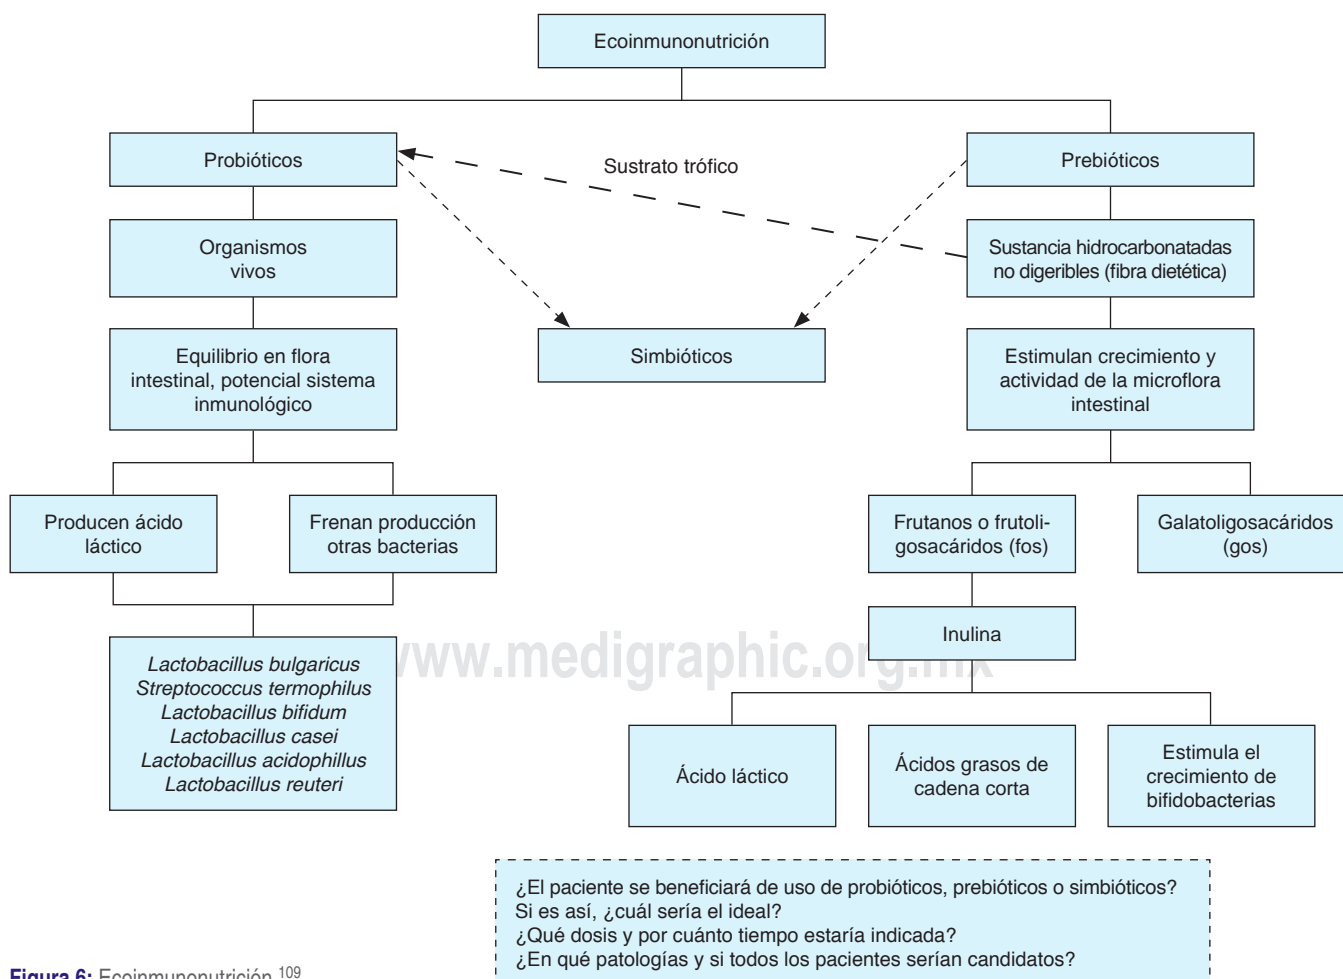 Ecoinmunonutrición
Probióticos
Sustrato trófico
Prebióticos
Organismos
vivos
Sustancia hidrocarbonatadas
no digeribles (fibra dietética)
Equilibrio en flora
intestinal, potencial sistema
inmunológico
Simbióticos
Estimulan crecimiento y
actividad de la microflora
intestinal
Producen ácido
láctico
Frenan producción
otras bacterias
Frutanos o frutoli-
gosacáridos (fos)
Galatoligosacáridos
(gos)
Inulina
www.medigraphic.org.mx
Lactobacillus bulgaricus
Streptococcus termophilus
Lactobacillus bifidum
Lactobacillus casei
Lactobacillus acidophillus
Lactobacillus reuteri
Ácido láctico
Ácidos grasos de
cadena corta
Estimula el
crecimiento de
bifidobacterias
¿El paciente se beneficiará de uso de probióticos, prebióticos o simbióticos?
Si es así, ¿cuál sería el ideal?
¿Qué dosis y por cuánto tiempo estaría indicada?
¿En qué patologías y si todos los pacientes serían candidatos?
Figura 6: Ecoinmunonutrición.109